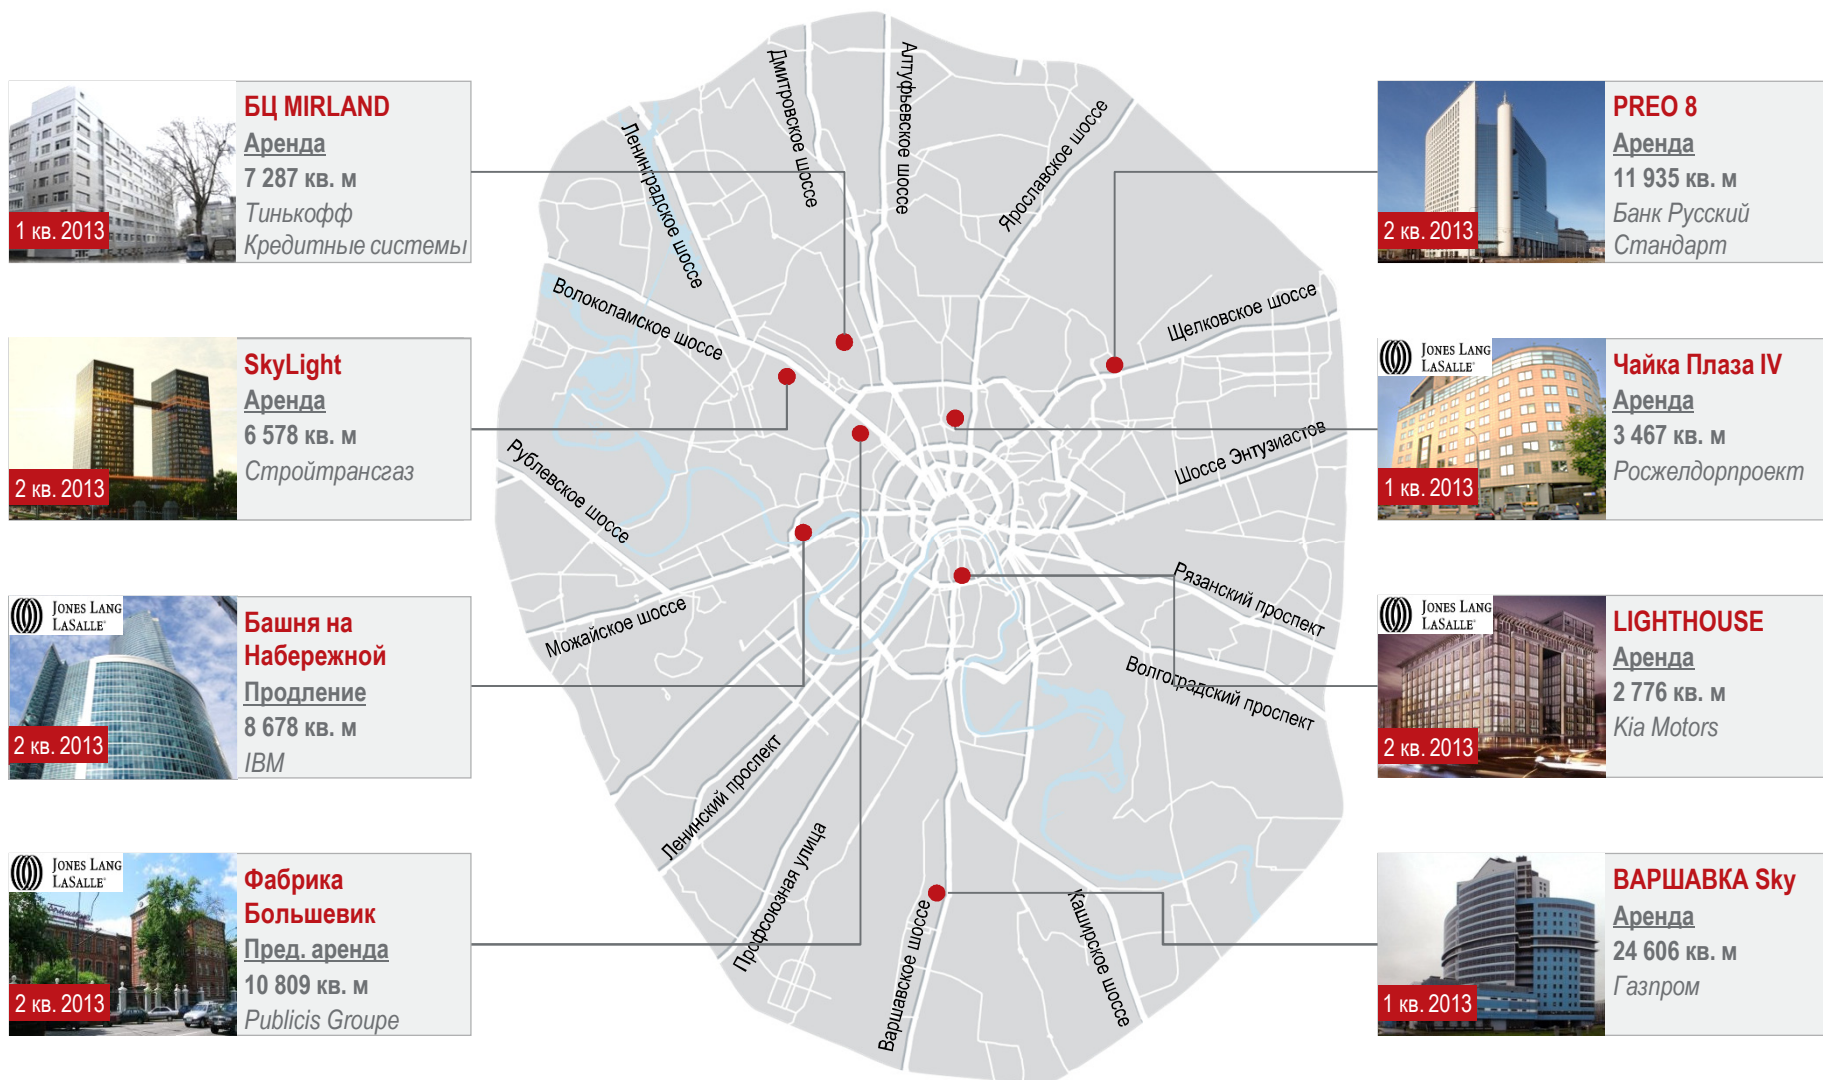 БЦ MIRLAND
Аренда
7 287 кв. м
Тинькофф
Кредитные системы
1 кв. 2013
SkyLight
Аренда
6 578 кв. м
Стройтрансгаз
2 кв. 2013
JONES LANG
LASALLE
Башня на
Набережной
Продление
8 678 кв. м
IBM
2 кв. 2013
JONES LANG
LASALLE
Фабрика
Большевик
Пред. аренда
10 809 кв. м
Publicis Groupe
2 кв. 2013
Дмитровское шоссе
Алтуфьевское шоссе
Ярославское шоссе
Ленинградское шоссе
Волоколамское шоссе
Щелковское шоссе
Шоссе Энтузиастов
Рублевское шоссе
Можайское шоссе
Рязанский проспект
Волгоградский проспект
Ленинский проспект
Профсоюзная улица
Варшавское шоссе
Каширское шоссе
PREO 8
Аренда
11 935 кв. м
Банк Русский
Стандарт
2 кв. 2013
JONES LANG
LASALLE
Чайка Плаза IV
Аренда
3 467 кв. м
Росжелдорпроект
1 кв. 2013
JONES LANG
LASALLE
LIGHTHOUSE
Аренда
2 776 кв. м
Kia Motors
2 кв. 2013
ВАРШАВКА Sky
Аренда
24 606 кв. м
Газпром
1 кв. 2013